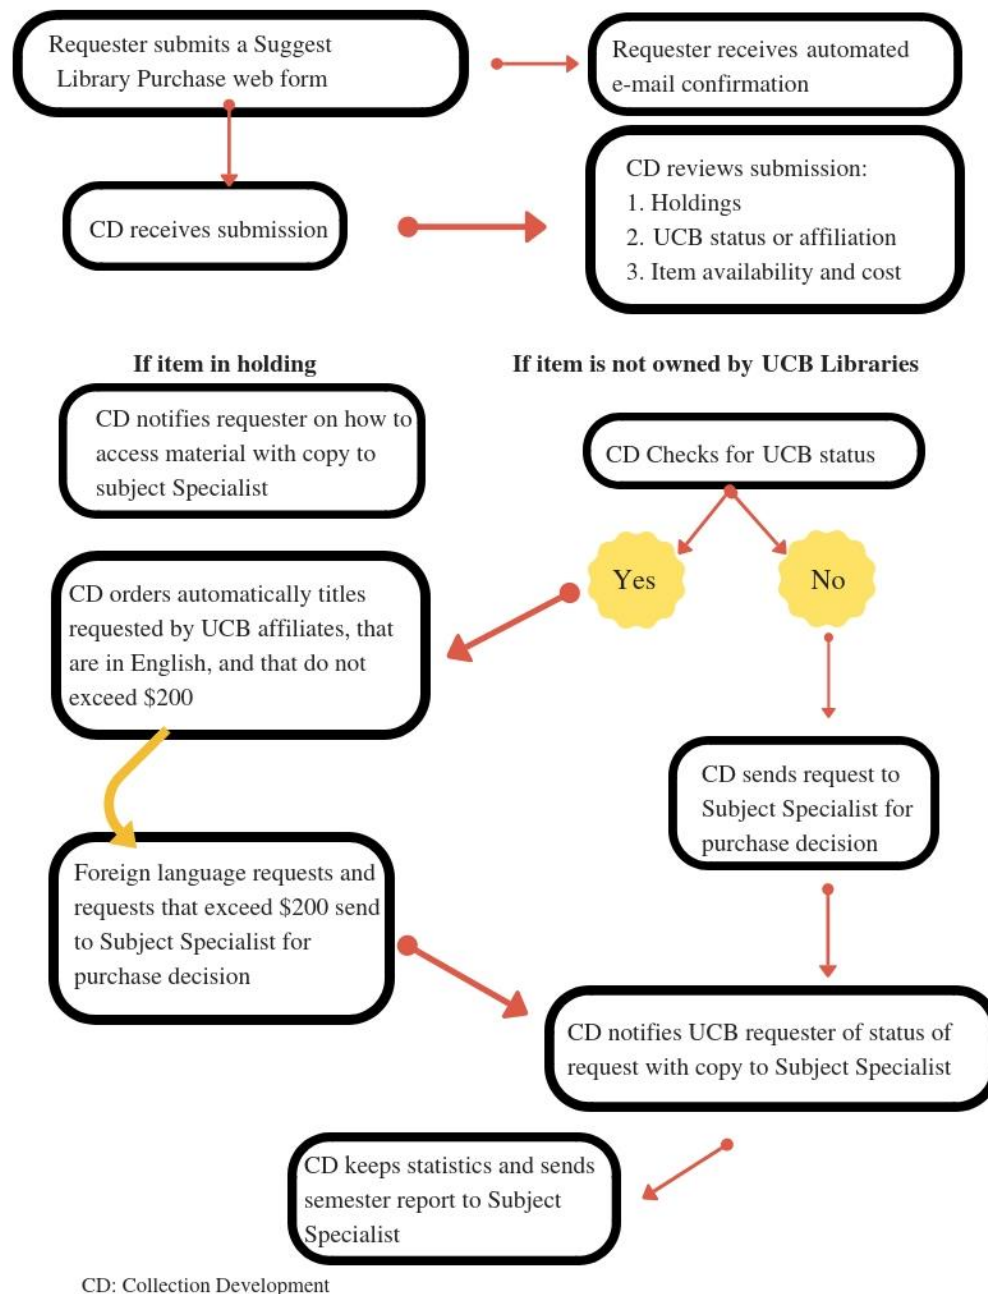 Requester submits a Suggest
Library Purchase web form
Requester receives automated
e-mail confirmation
CD receives submission
CD reviews submission:
1. Holdings
2. UCB status or affiliation
3. Item availability and cost
If item in holding
CD notifies requester on how to
access material with copy to
subject Specialist
If item is not owned by UCB Libraries
CD Checks for UCB status
Yes
No
CD orders automatically titles
requested by UCB affiliates, that
are in English, and that do not
exceed $200
CD sends request to
Subject Specialist for
purchase decision
Foreign language requests and
requests that exceed $200 send
to Subject Specialist for
purchase decision
CD notifies UCB requester of status of
request with copy to Subject Specialist
CD keeps statistics and sends
semester report to Subject
Specialist
CD: Collection Development